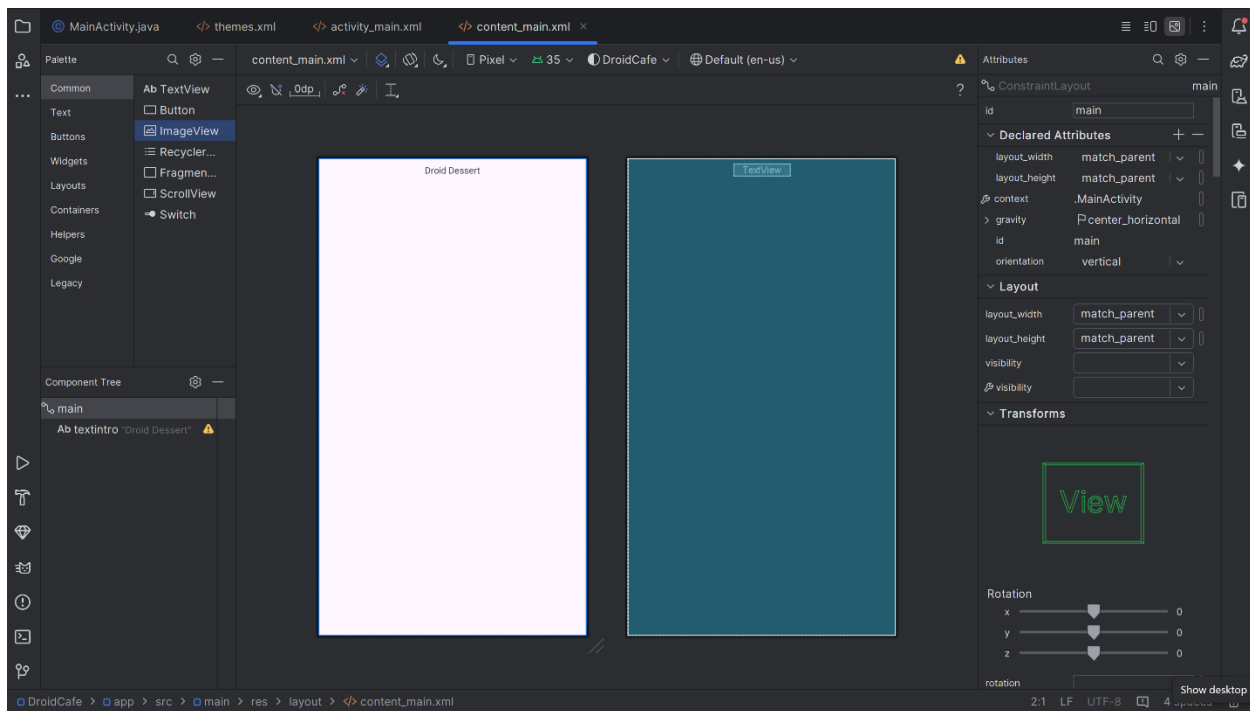 MainActivity.java
themes.xml
activity_main.xml
content_main.xml
Palette
content_main.xml
Pixel
35
DroidCafe
Default (en-us)
Attributes
Common
Text
Buttons
Widgets
Layouts
Containers
Helpers
Google
Legacy
Ab TextView
Button
ImageView
Recycler...
Fragmen...
ScrollView
Switch
0dp
?
Droid Dessert
TextView
ConstraintLayout main
id main
Declared Attributes
layout_width match_parent
layout_height match_parent
context .MainActivity
gravity center_horizontal
id main
orientation vertical
Layout
layout_width match_parent
layout_height match_parent
visibility
visibility
Transforms
View
Rotation
x 0
y 0
z 0
rotation
Component Tree
main
Ab textintro "Droid Dessert"
DroidCafe > app > src > main > res > layout > content_main.xml
2:1 LF UTF-8 4 spaces
Show desktop